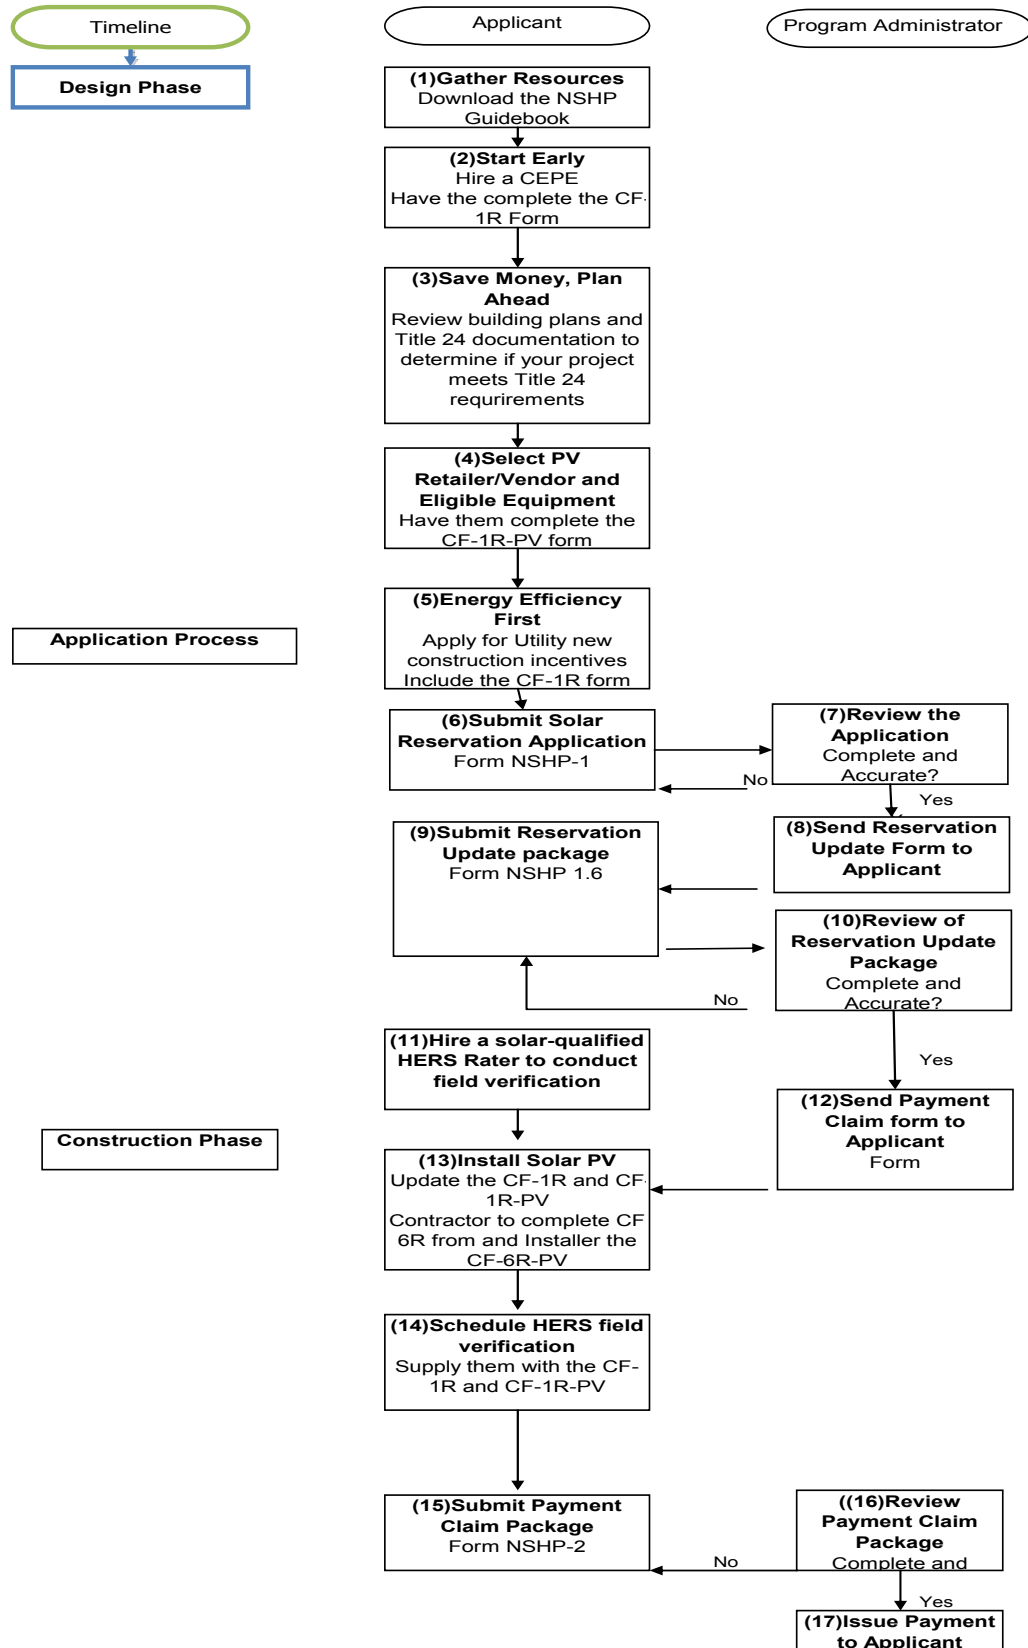 Timeline
Applicant
Program Administrator
Design Phase
(1)Gather Resources
Download the NSHP
Guidebook
(2)Start Early
Hire a CEPE
Have the complete the CF-
1R Form
(3)Save Money, Plan
Ahead
Review building plans and
Title 24 documentation to
determine if your project
meets Title 24
requrirements
(4)Select PV
Retailer/Vendor and
Eligible Equipment
Have them complete the
CF-1R-PV form
(5)Energy Efficiency
First
Apply for Utility new
construction incentives
Include the CF-1R form
Application Process
(6)Submit Solar
Reservation Application
Form NSHP-1
(7)Review the
Application
Complete and
Accurate?
No
Yes
(8)Send Reservation
Update Form to
Applicant
(9)Submit Reservation
Update package
Form NSHP 1.6
(10)Review of
Reservation Update
Package
Complete and
Accurate?
No
Yes
(11)Hire a solar-qualified
HERS Rater to conduct
field verification
(12)Send Payment
Claim form to
Applicant
Form
Construction Phase
(13)Install Solar PV
Update the CF-1R and CF-
1R-PV
Contractor to complete CF
6R from and Installer the
CF-6R-PV
(14)Schedule HERS field
verification
Supply them with the CF-
1R and CF-1R-PV
(15)Submit Payment
Claim Package
Form NSHP-2
((16)Review
Payment Claim
Package
Complete and
No
Yes
(17)Issue Payment
to Applicant